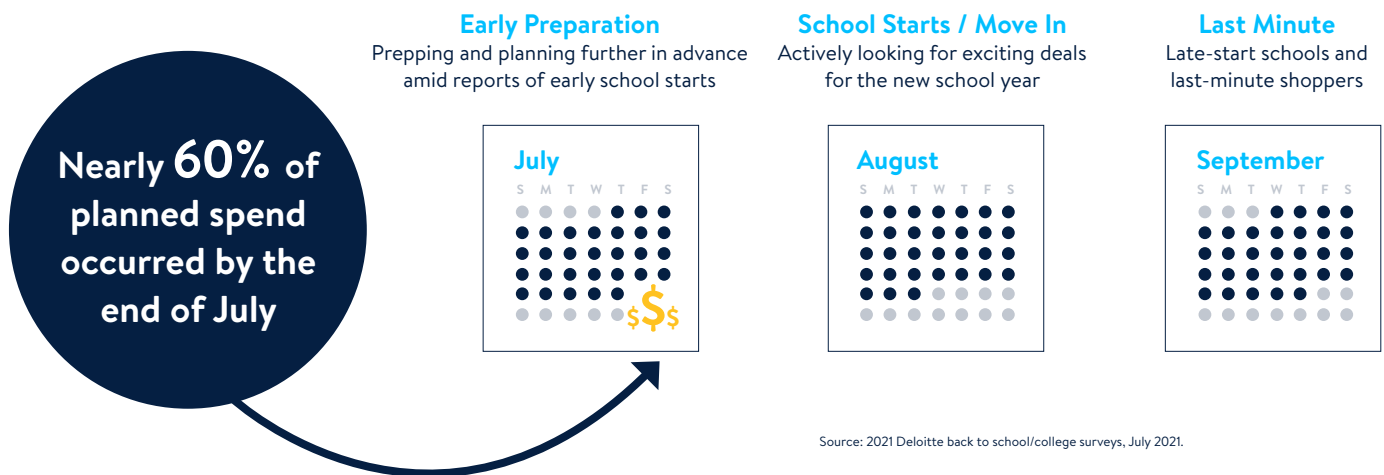 Nearly 60% of
planned spend
occurred by the
end of July
Early Preparation
Prepping and planning further in advance
amid reports of early school starts
July
S M T W T F S
$$$
School Starts / Move In
Actively looking for exciting deals
for the new school year
August
S M T W T F S
Last Minute
Late-start schools and
last-minute shoppers
September
S M T W T F S
Source: 2021 Deloitte back to school/college surveys, July 2021.